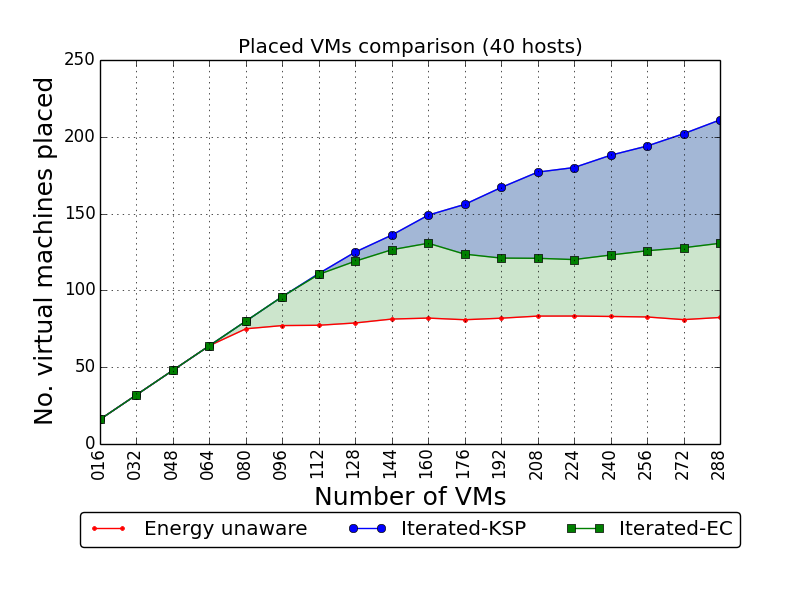 Placed VMs comparison (40 hosts)
No. virtual machines placed
250
200
150
100
50
0
016 032 048 064 080 096 112 128 144 160 176 192 208 224 240 256 272 288
Number of VMs
Energy unaware Iterated-KSP Iterated-EC